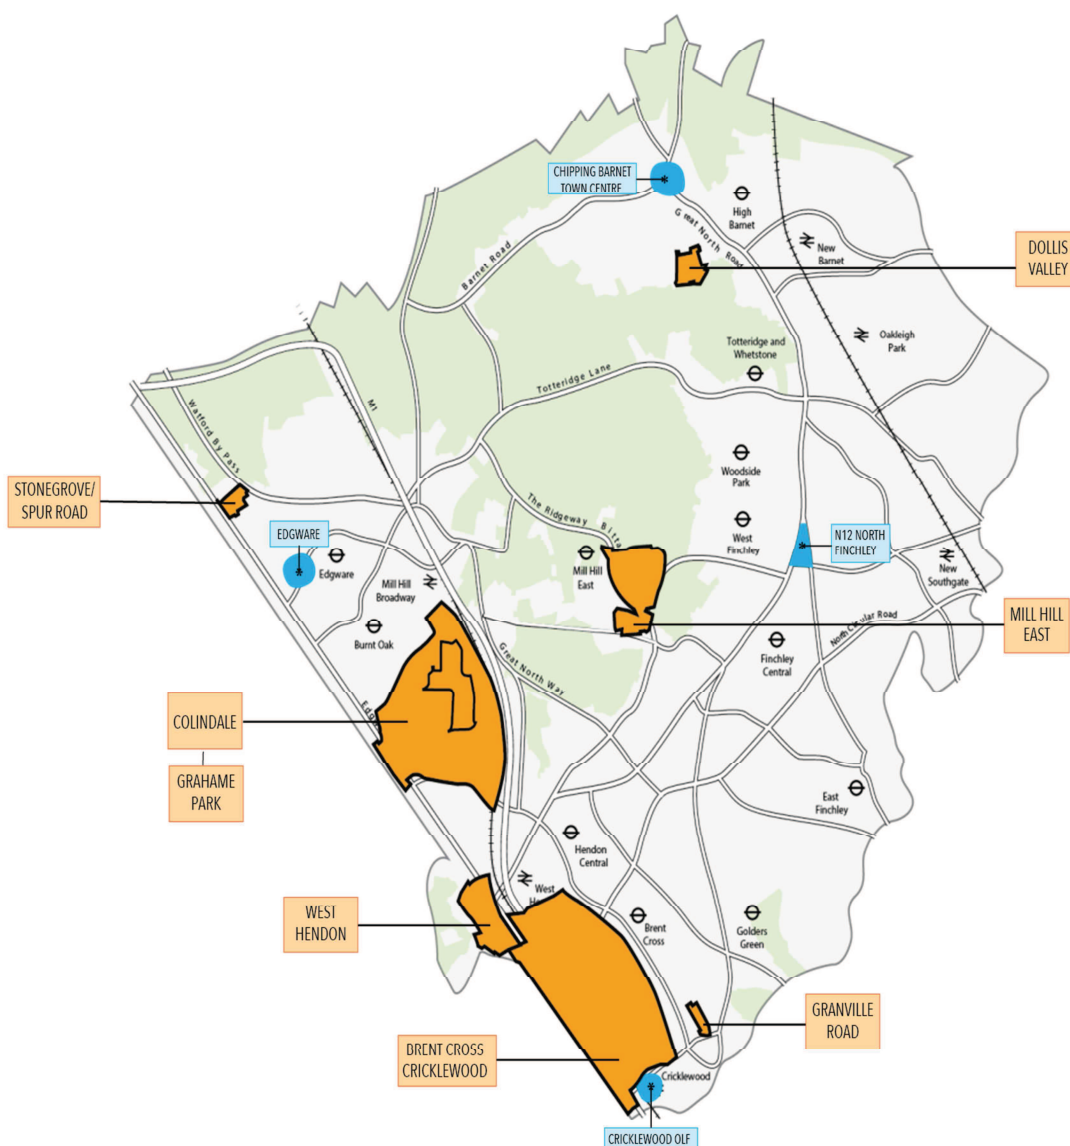 CHIPPING BARNET
TOWN CENTRE
High
Barnet
Great North Road
New
Barnet
DOLLIS
VALLEY
Barnet Road
Oakleigh
Park
Totteridge and
Whetstone
M1
Totteridge Lane
Watford By Pass
Woodside
Park
STONEGROVE/
SPUR ROAD
The Ridgeway
Bitta
West
Finchley
N12 NORTH
FINCHLEY
EDGWARE
Edgware
Mill Hill
East
Mill Hill
Broadway
New
Southgate
MILL HILL
EAST
Burnt Oak
North Circular Road
Finchley
Central
Great North Way
COLINDALE
GRAHAME
PARK
East
Finchley
Hendon
Central
West
WEST
HENDON
Brent
Cross
Golders
Green
GRANVILLE
ROAD
BRENT CROSS
CRICKLEWOOD
Cricklewood
CRICKLEWOOD OLF